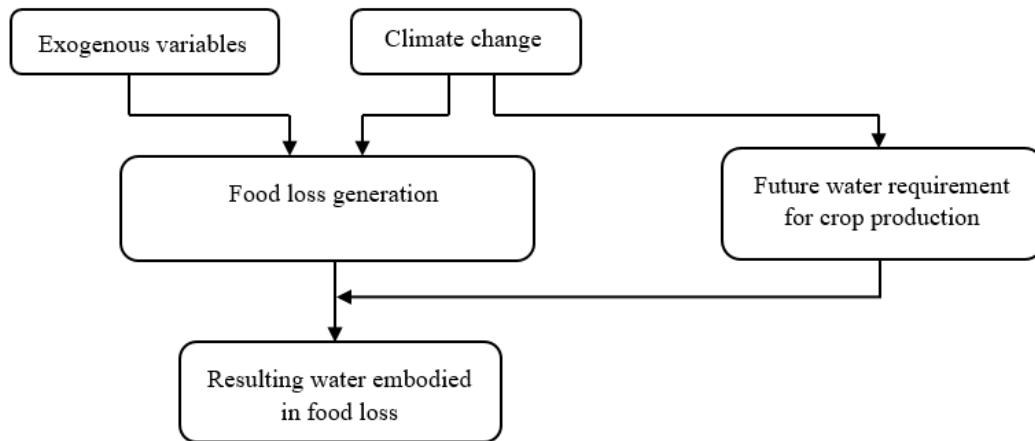 Exogenous variables
Climate change
Food loss generation
Future water requirement
for crop production
Resulting water embodied
in food loss